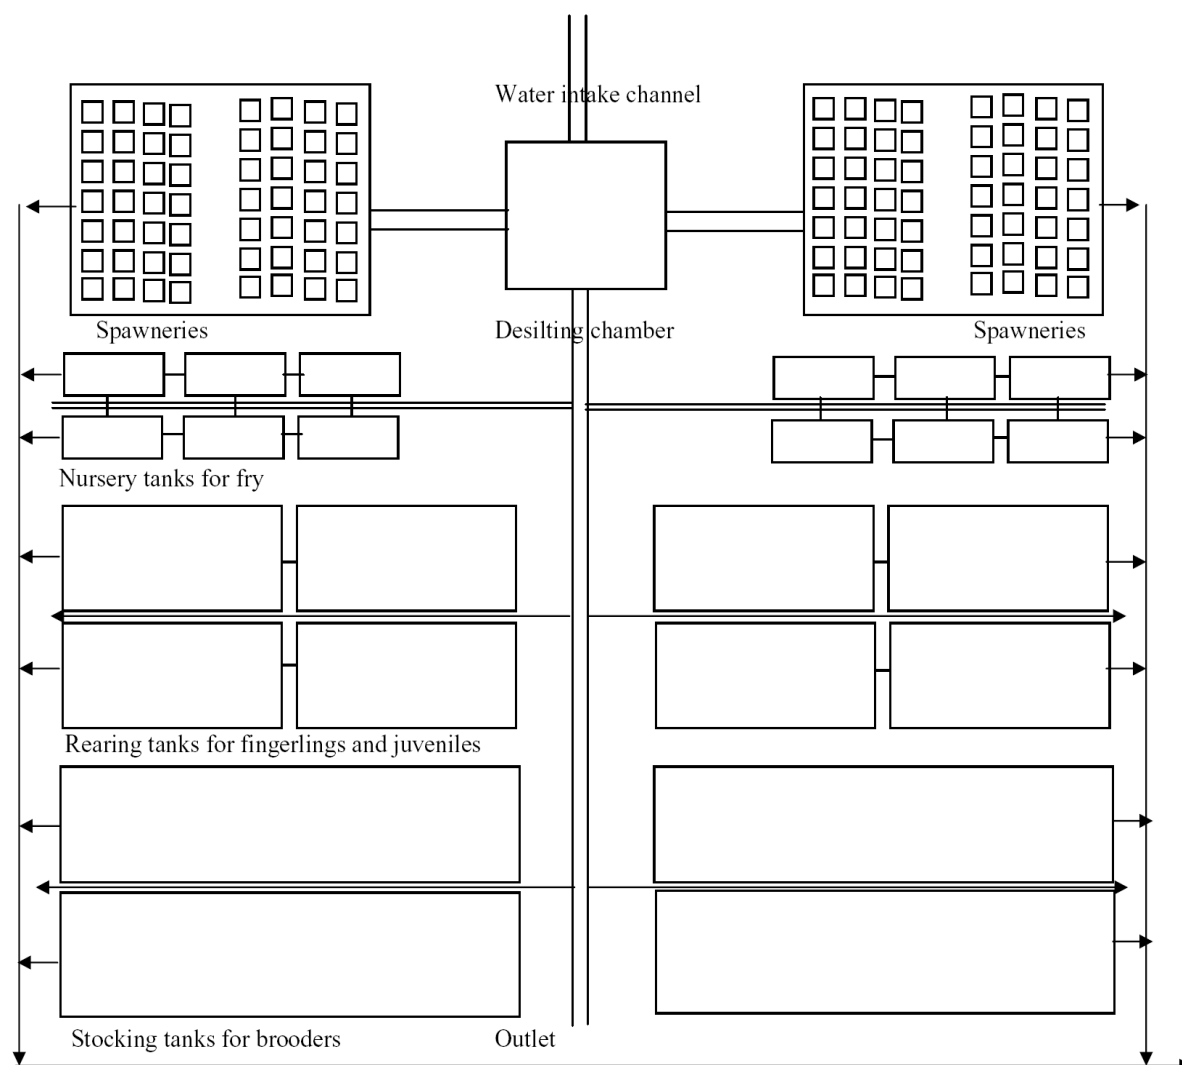 Water intake channel
Spawneries
Desilting chamber
Spawneries
Nursery tanks for fry
Rearing tanks for fingerlings and juveniles
Stocking tanks for brooders
Outlet